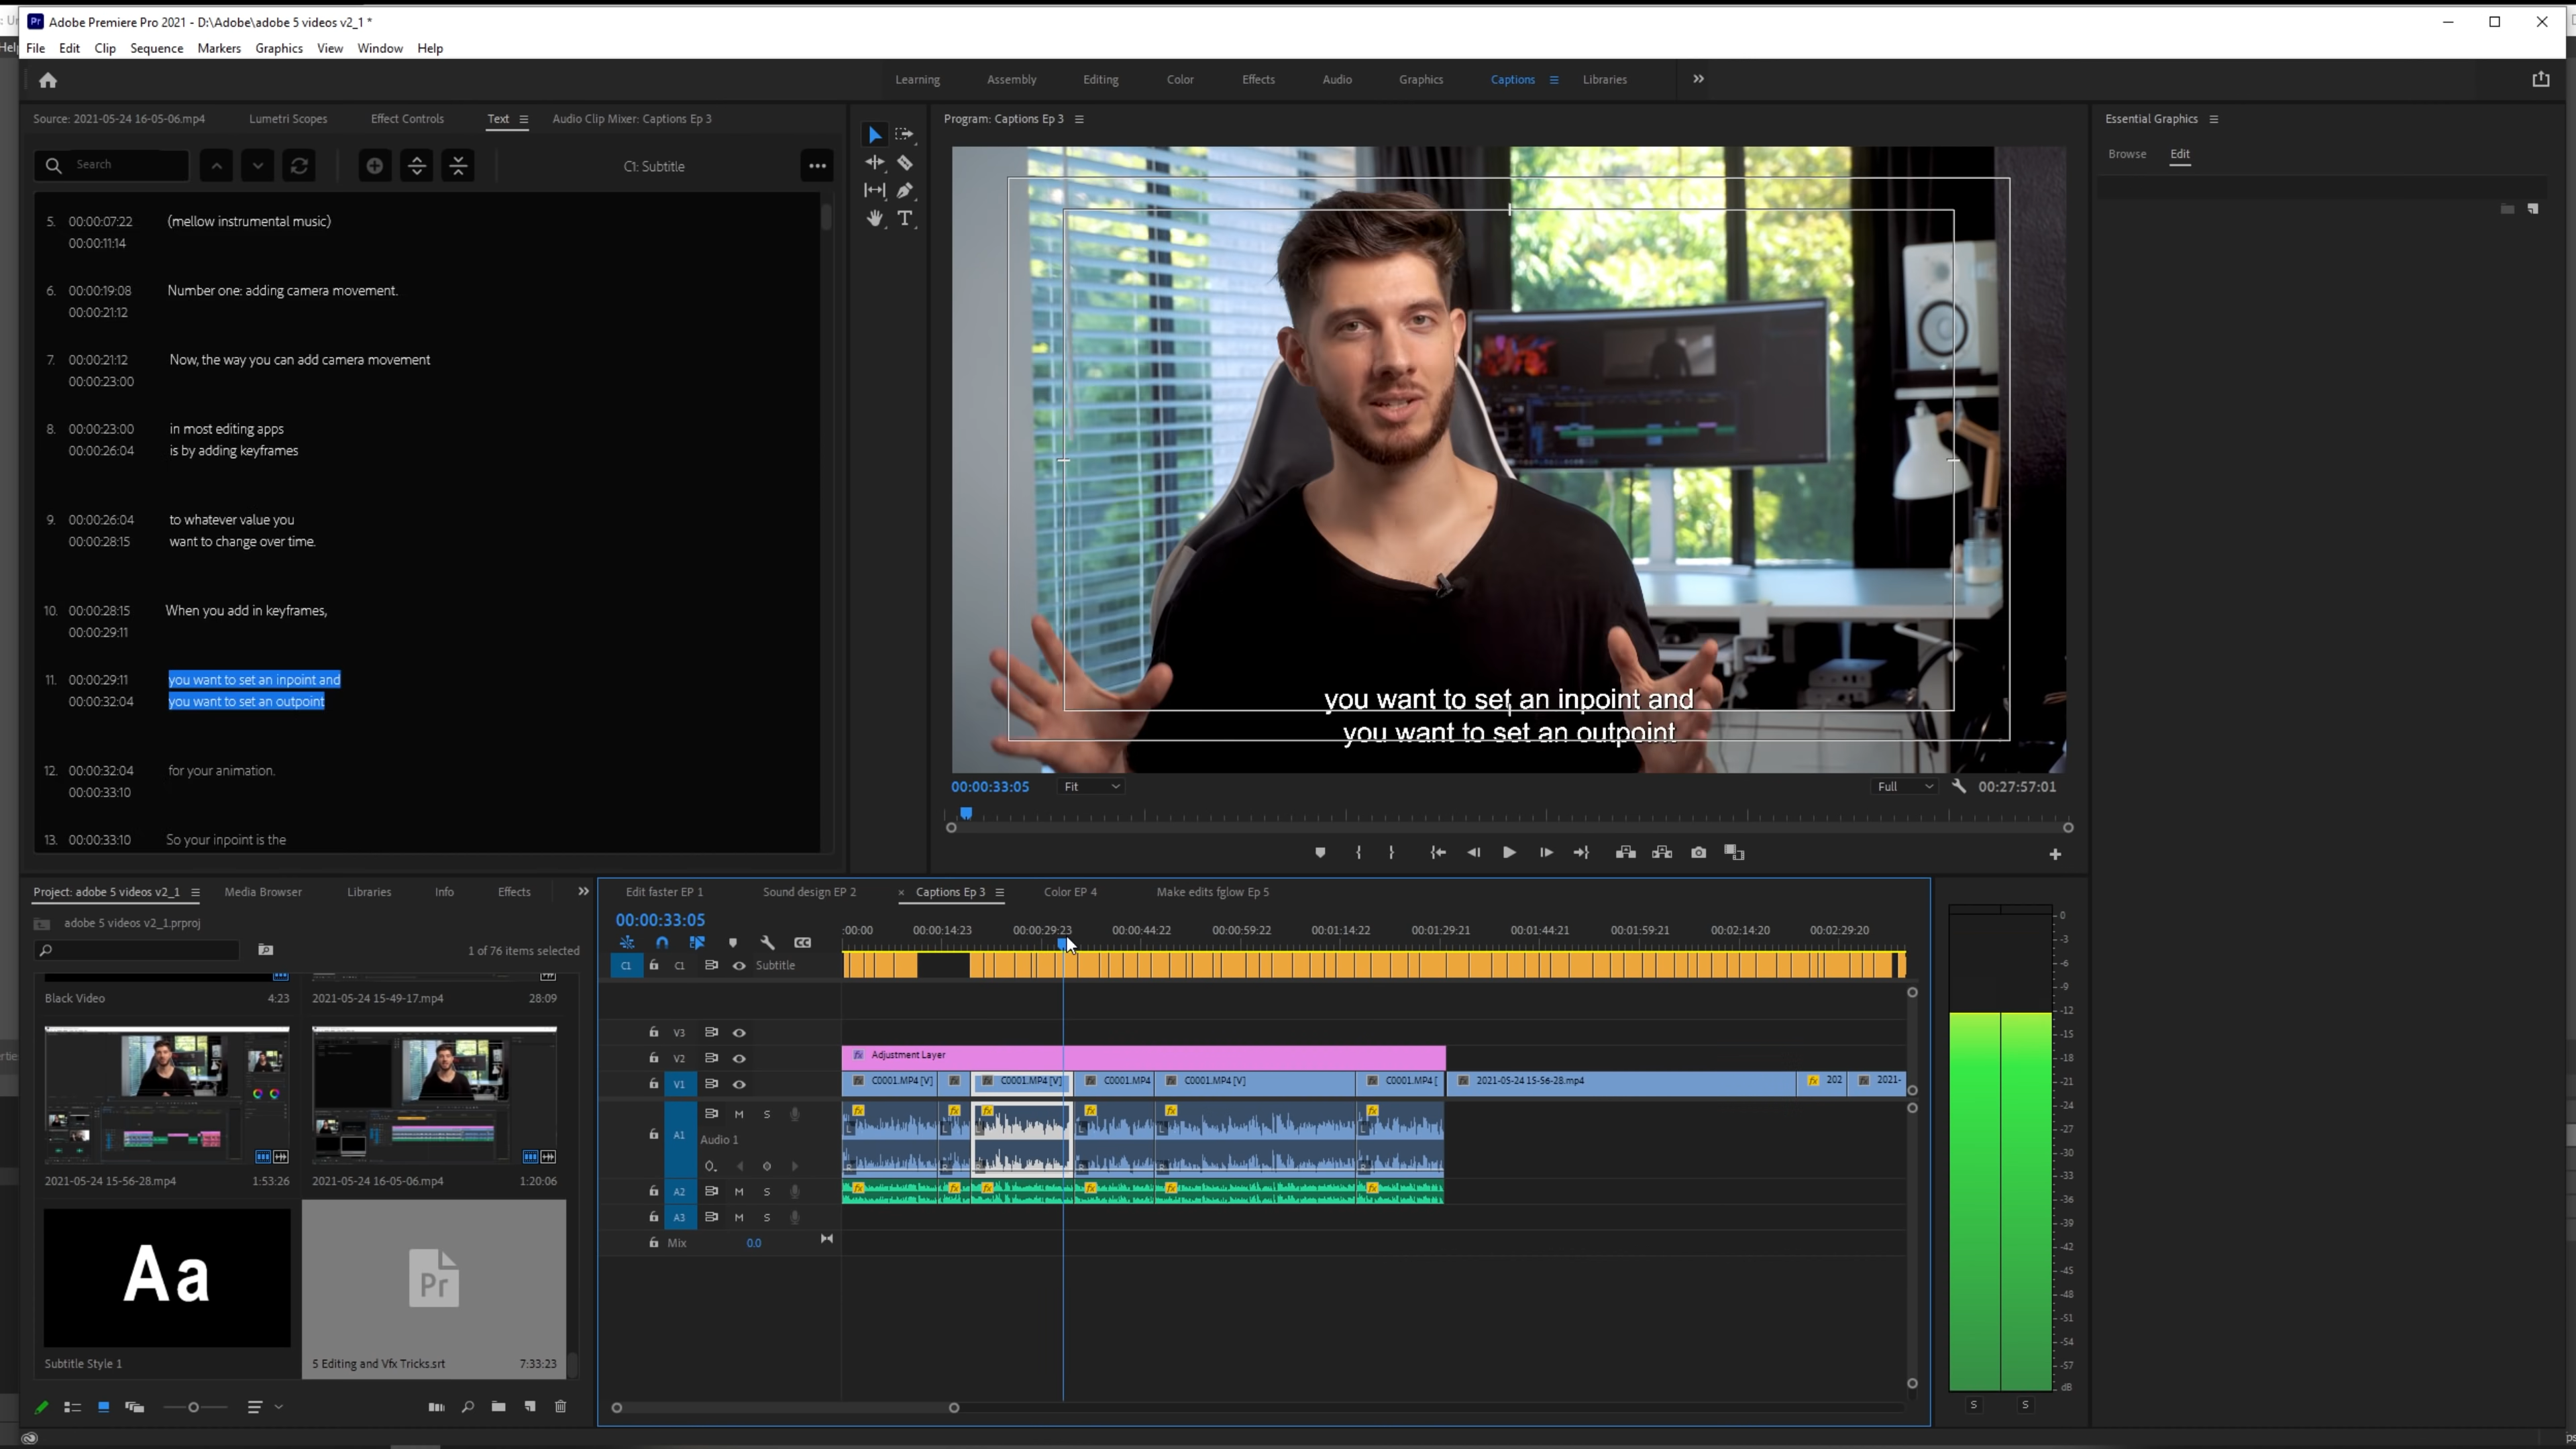 Adobe Premiere Pro 2021 - D:\Adobe\adobe 5 videos v2_1 *
File Edit Clip Sequence Markers Graphics View Window Help
Learning Assembly Editing Color Effects Audio Graphics Captions Libraries
Source: 2021-05-24 16-05-06.mp4 Lumetri Scopes Effect Controls Text Audio Clip Mixer: Captions Ep 3
Search
C1: Subtitle
5. 00:00:07:22 (mellow instrumental music)
00:00:11:14
6. 00:00:19:08 Number one: adding camera movement.
00:00:21:12
7. 00:00:21:12 Now, the way you can add camera movement
00:00:23:00
8. 00:00:23:00 in most editing apps
00:00:26:04 is by adding keyframes
9. 00:00:26:04 to whatever value you
00:00:28:15 want to change over time.
10. 00:00:28:15 When you add in keyframes,
00:00:29:11
11. 00:00:29:11 you want to set an inpoint and
00:00:32:04 you want to set an outpoint
12. 00:00:32:04 for your animation.
00:00:33:10
13. 00:00:33:10 So your inpoint is the
Program: Captions Ep 3
you want to set an inpoint and
you want to set an outpoint
00:00:33:05 Fit Full 00:27:57:01
Essential Graphics
Browse Edit
Project: adobe 5 videos v2_1 Media Browser Libraries Info Effects
adobe 5 videos v2_1.prproj
1 of 76 items selected
Black Video 4:23 2021-05-24 15-49-17.mp4 28:09
2021-05-24 15-56-28.mp4 1:53:26 2021-05-24 16-05-06.mp4 1:20:06
Aa
Pr
Subtitle Style 1 5 Editing and Vfx Tricks.srt 7:33:23
Edit faster EP 1 Sound design EP 2 × Captions Ep 3 Color EP 4 Make edits fglow Ep 5
00:00:33:05
:00:00 00:00:14:23 00:00:29:23 00:00:44:22 00:00:59:22 00:01:14:22 00:01:29:21 00:01:44:21 00:01:59:21 00:02:14:20 00:02:29:20
C1 C1 Subtitle
V3
V2 Adjustment Layer
V1 C0001.MP4 [V] C0001.MP4 [V] C0001.MP4 C0001.MP4 [V] C0001.MP4 [ 2021-05-24 15-56-28.mp4 202 2021-
A1 M S
Audio 1
A2 M S
A3 M S
Mix 0.0
0
-3
-6
-9
-12
-15
-18
-21
-24
-27
-30
-33
-36
-39
-42
-45
-48
-51
-54
-57
dB
S S